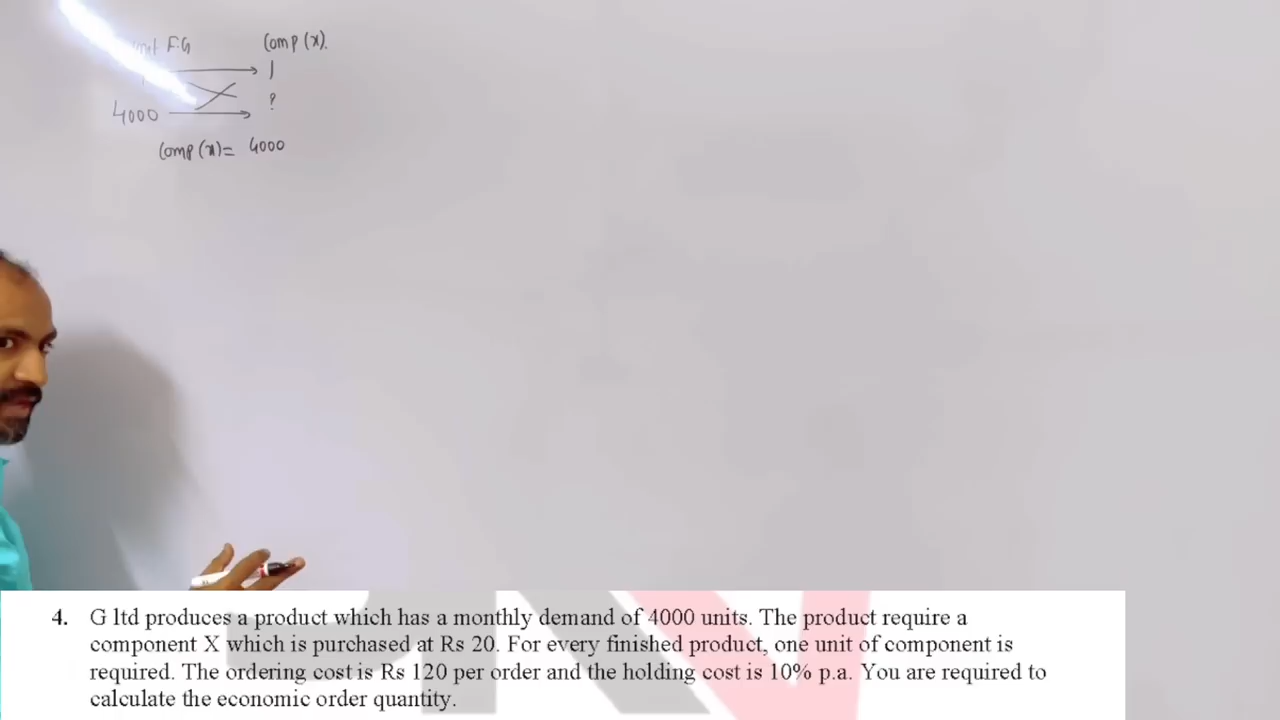 F.G Comp (x).
1
4000 ?
Comp (x) = 4000
4. G ltd produces a product which has a monthly demand of 4000 units. The product require a
component X which is purchased at Rs 20. For every finished product, one unit of component is
required. The ordering cost is Rs 120 per order and the holding cost is 10% p.a. You are required to
calculate the economic order quantity.